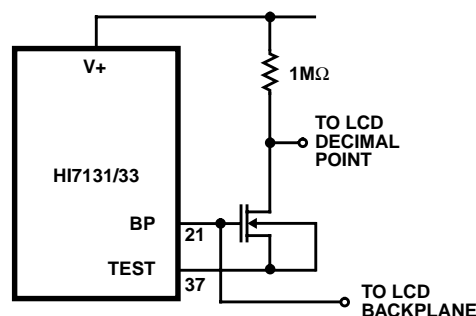 V+
1MΩ
TO LCD
DECIMAL
POINT
HI7131/33
BP
21
TEST
37
TO LCD
BACKPLANE